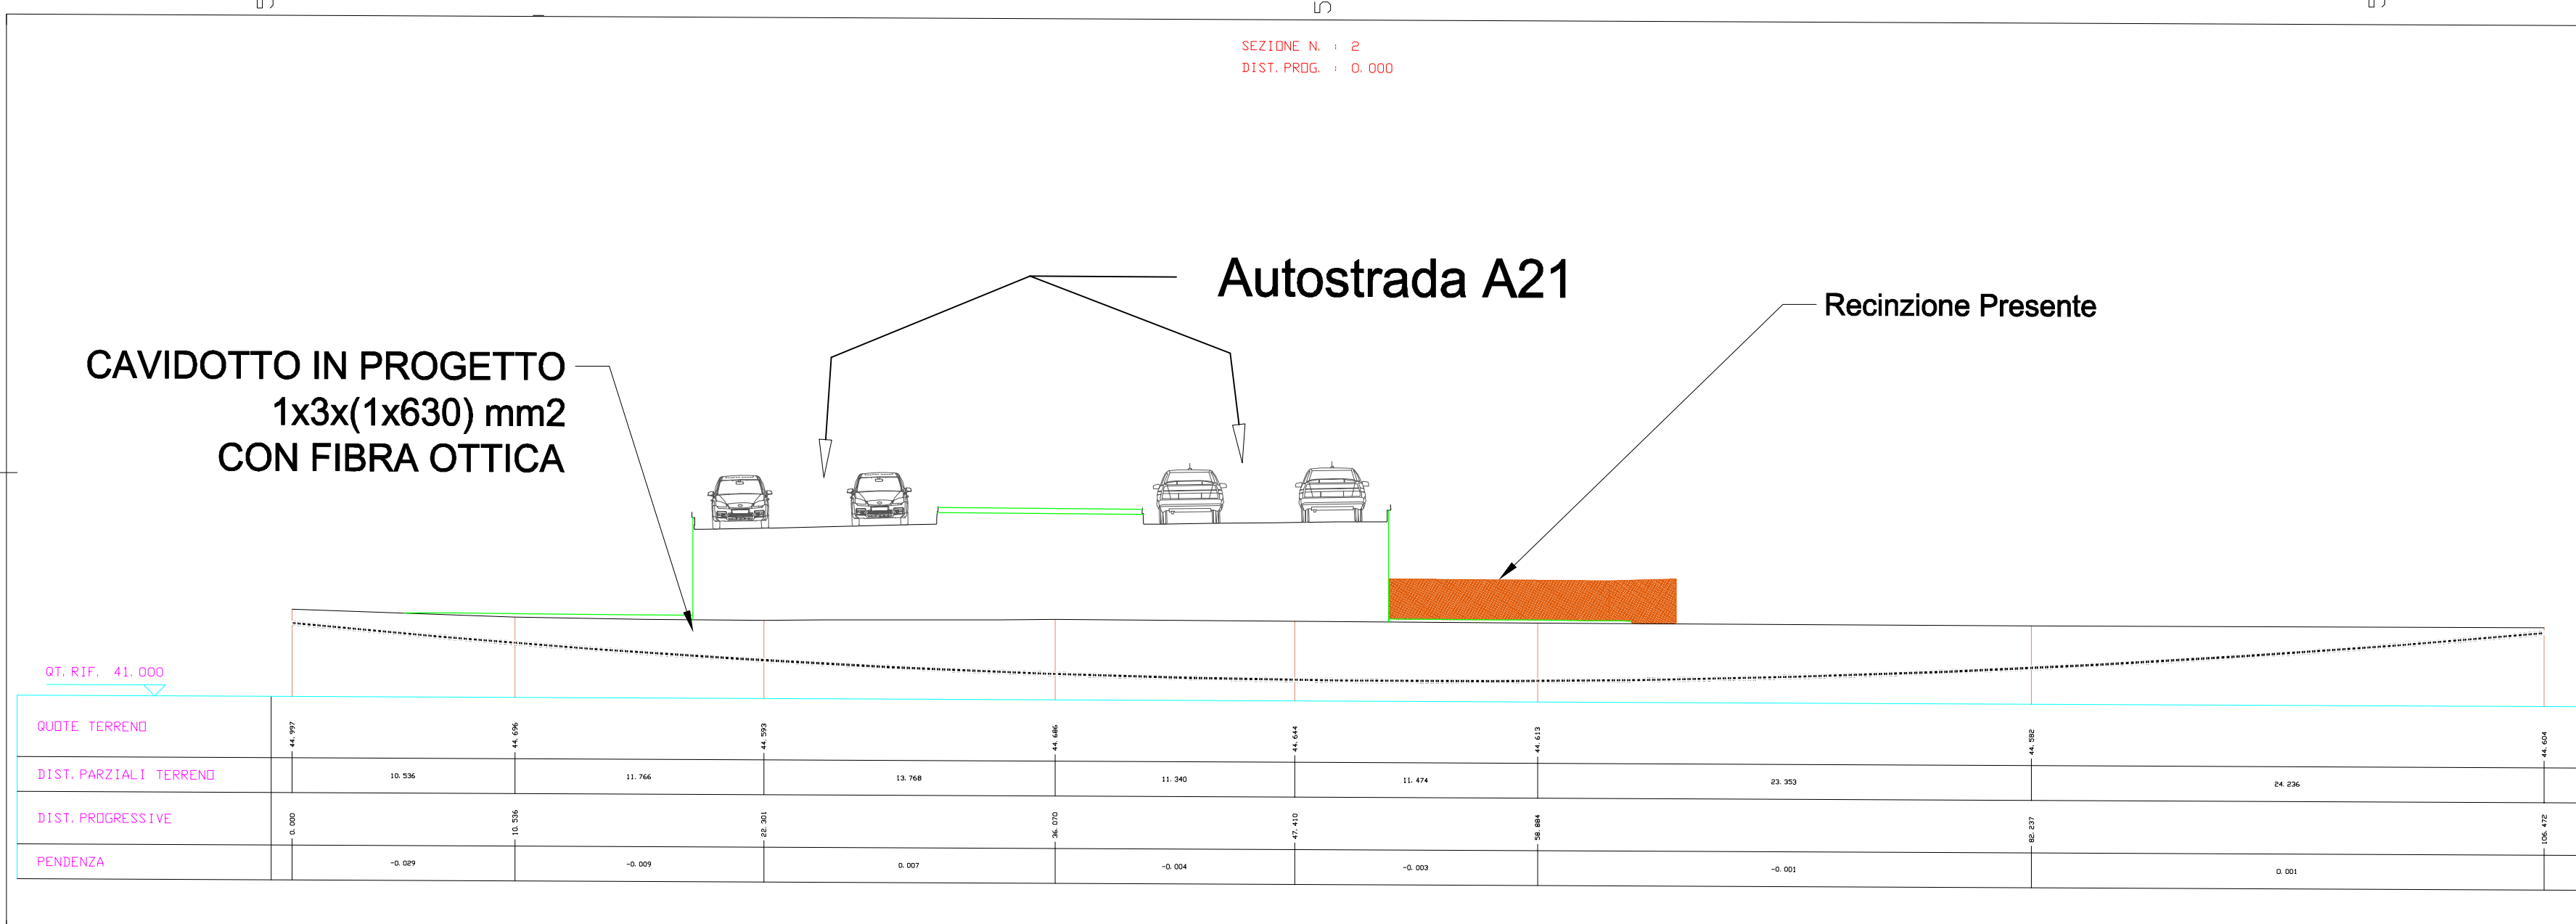 SEZIONE N. : 2
DIST. PROG. : 0.000
Autostrada A21
Recinzione Presente
CAVIDOTTO IN PROGETTO
1x3x(1x630) mm2
CON FIBRA OTTICA
QT. RIF. 41.000
QUOTE TERRENO 44.997 44.696 44.593 44.686 44.644 44.613 44.582 44.604
DIST. PARZIALI TERRENO 10.536 11.766 13.768 11.340 11.474 23.353 24.236
DIST. PROGRESSIVE 0.000 10.536 22.301 36.070 47.410 58.884 82.237 106.472
PENDENZA -0.029 -0.009 0.007 -0.004 -0.003 -0.001 0.001